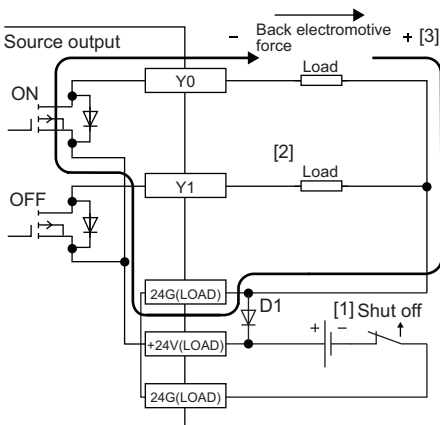 Source output
− Back electromotive force + [3]
Y0
Load
ON
[2]
Y1
Load
OFF
24G(LOAD)
D1
[1] Shut off
+24V(LOAD)
+ −
24G(LOAD)